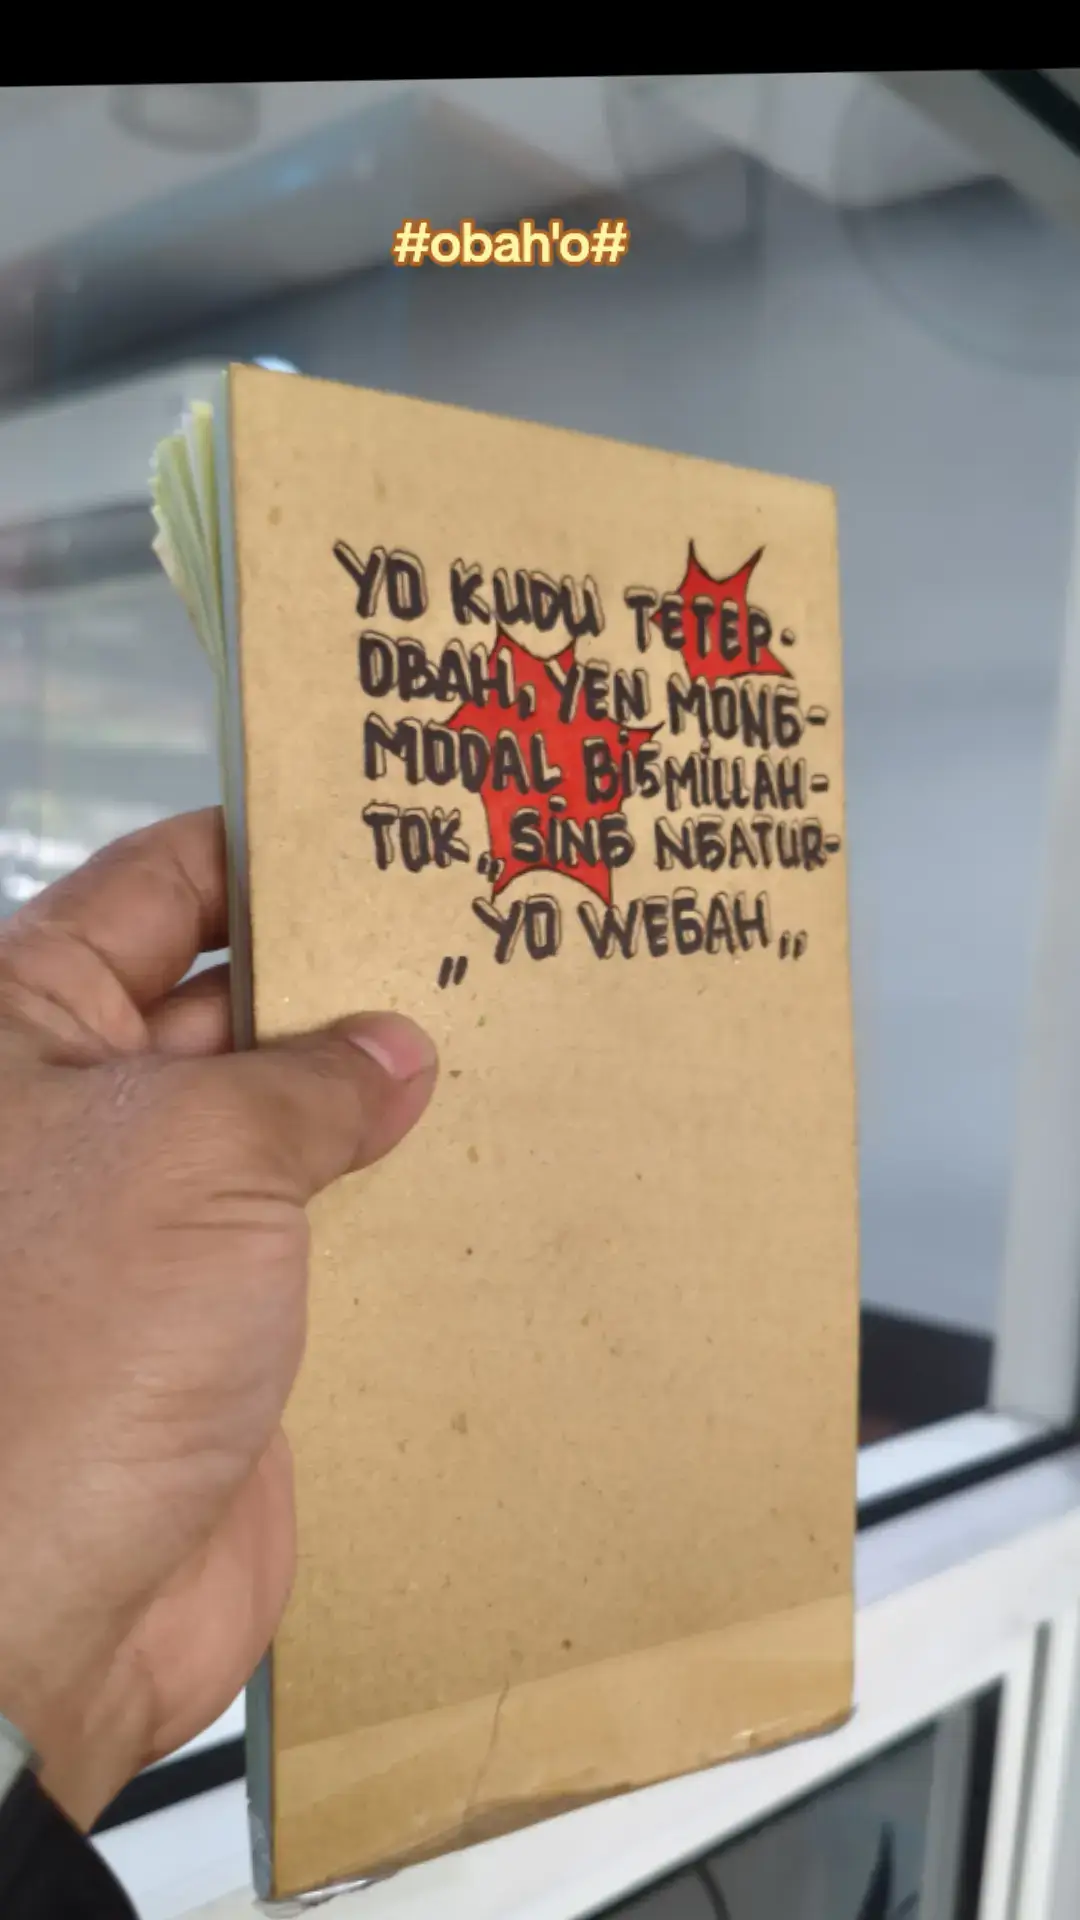 #obah'o#
YO KUDU TETEP.
OBAH, YEN MONG-
MODAL BiSMiLLAH-
TOK ,, SiNG NGATUR-
,, YO WEGAH ,,